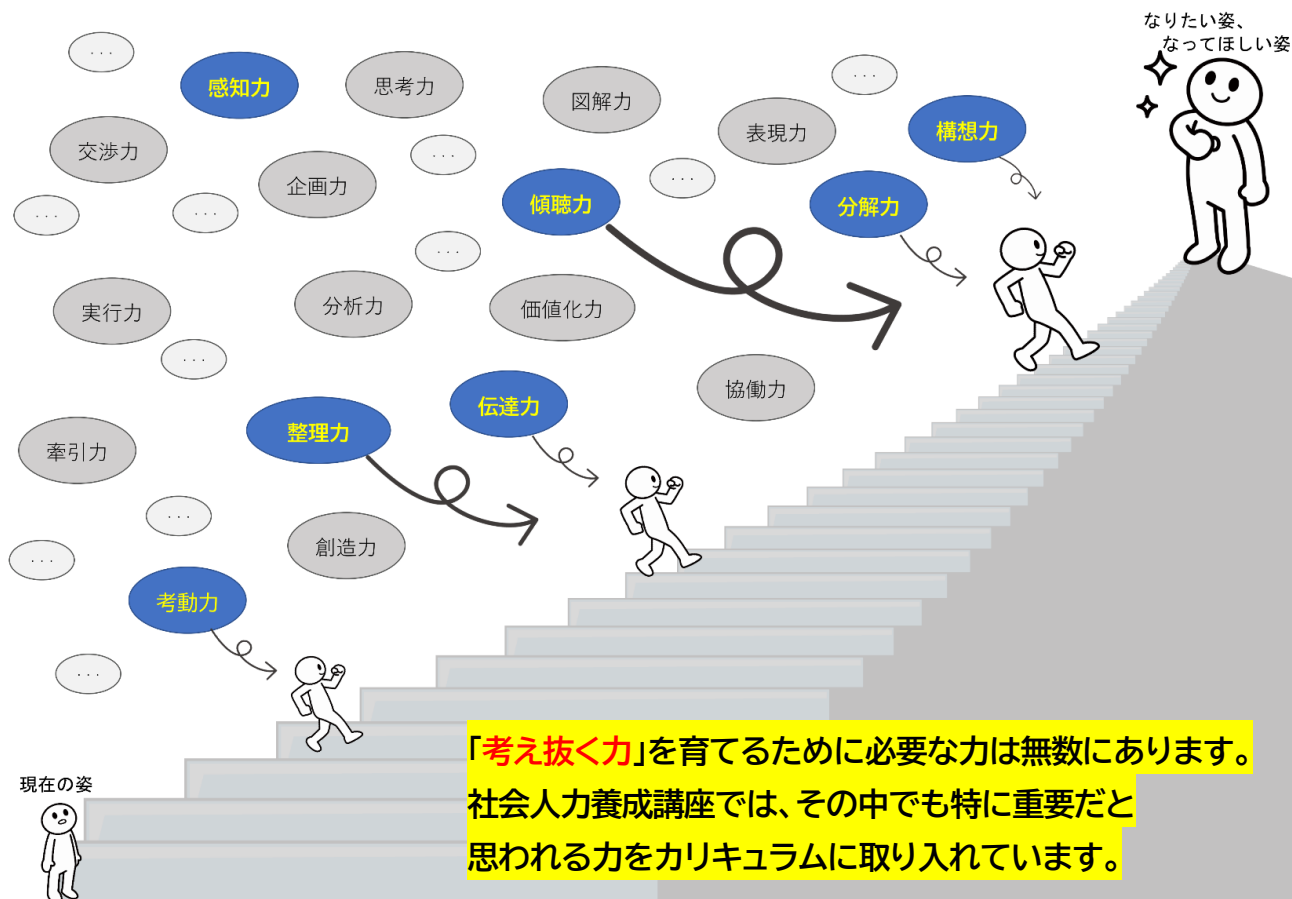 なりたい姿、
なってほしい姿
...
感知力
思考力
...
図解力
表現力
構想力
交渉力
...
企画力
...
傾聴力
分解力
...
...
...
実行力
分析力
価値化力
...
協働力
伝達力
整理力
牽引力
...
創造力
...
考動力
...
現在の姿
「考え抜く力」を育てるために必要な力は無数にあります。
社会人力養成講座では、その中でも特に重要だと
思われる力をカリキュラムに取り入れています。